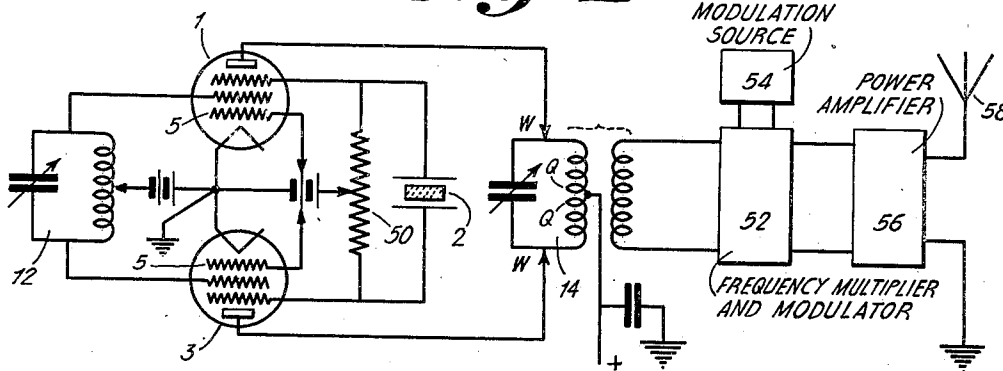 MODULATION
SOURCE
1
54
POWER
AMPLIFIER
58
5
W
Q
Q
2
50
52
56
12
5
W
14
FREQUENCY MULTIPLIER
AND MODULATOR
3
+